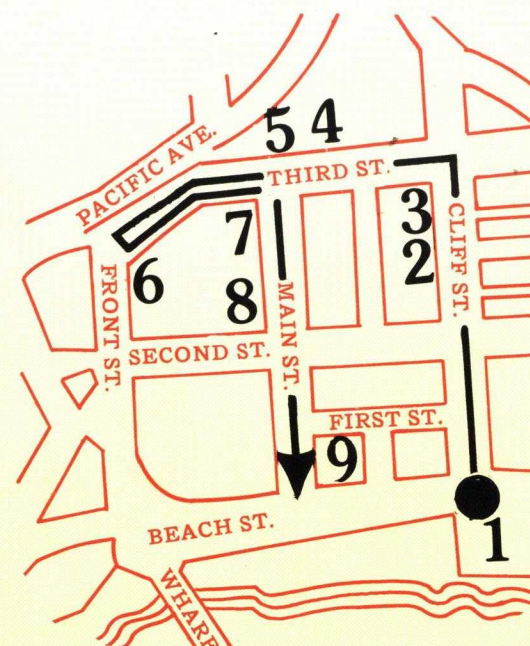 PACIFIC AVE.
5 4
THIRD ST.
3
2
CLIFF ST.
7
6
8
FRONT ST.
MAIN ST.
SECOND ST.
FIRST ST.
9
BEACH ST.
1
WHARF